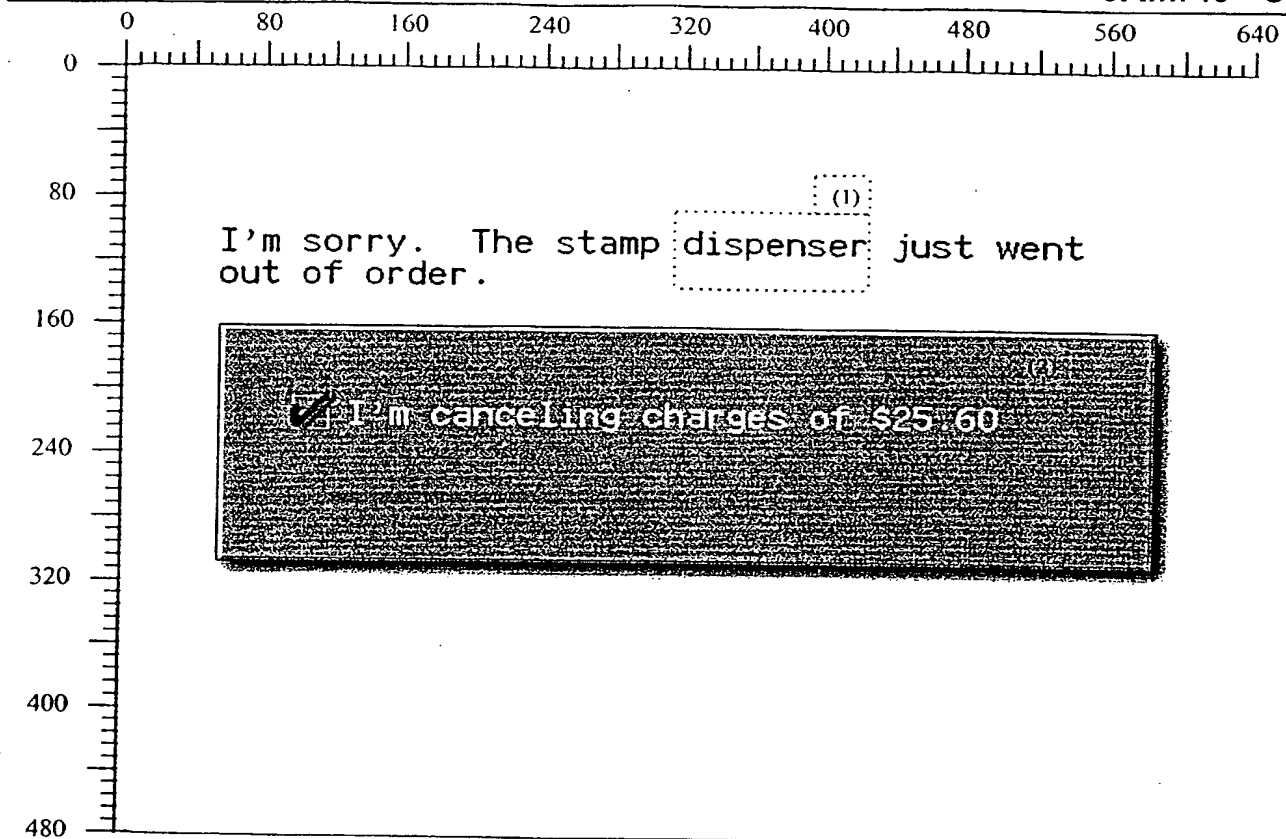 0 80 160 240 320 400 480 560 640
0
80
(1)
I'm sorry.  The stamp dispenser just went
out of order.
160
(2)
I'm canceling charges of $25.60
240
320
400
480